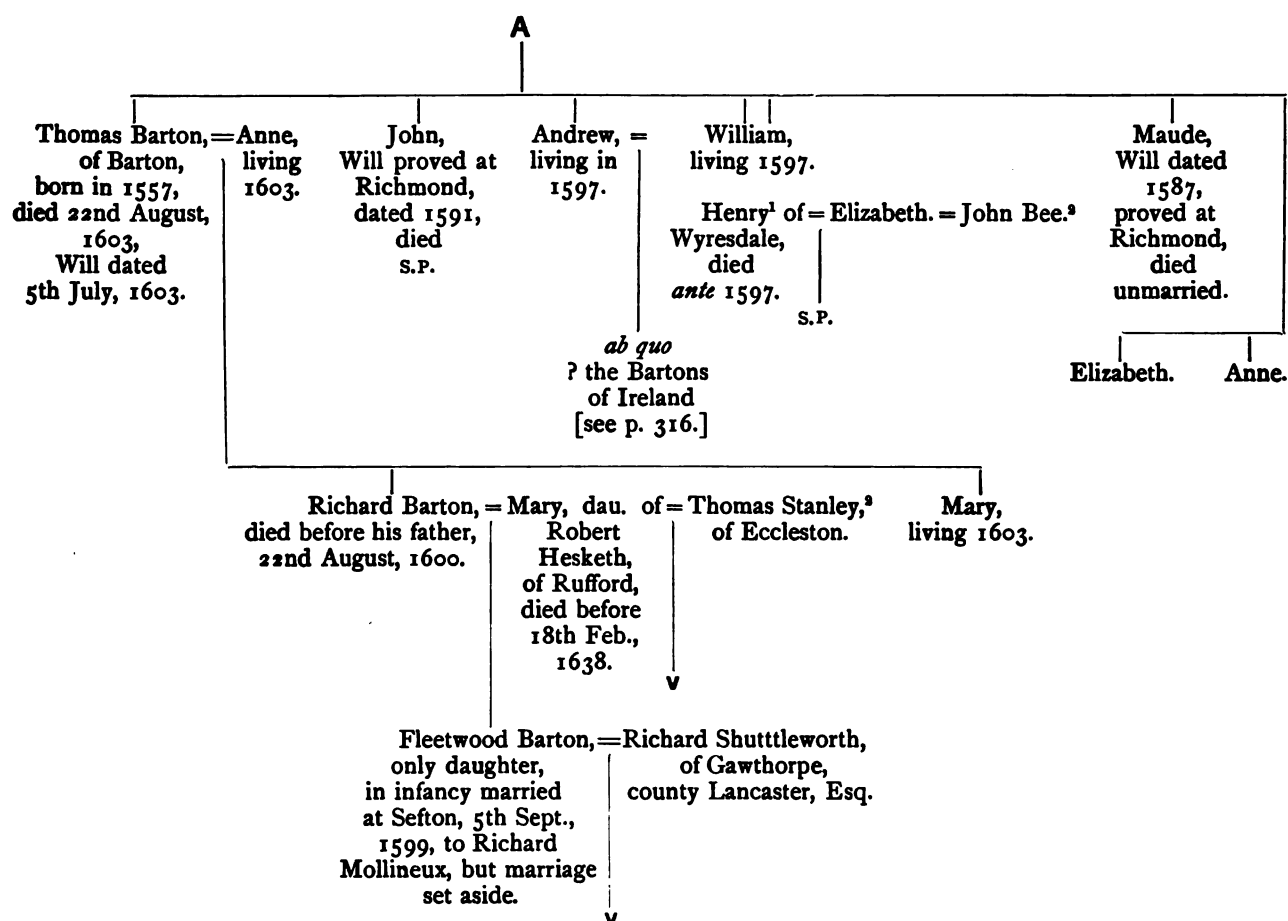 A
Thomas Barton,=Anne,
of Barton, living
born in 1557, 1603.
died 22nd August,
1603,
Will dated
5th July, 1603.
John,
Will proved at
Richmond,
dated 1591,
died
S.P.
Andrew, =
living in
1597.
William,
living 1597.
Henry¹ of = Elizabeth. = John Bee.²
Wyresdale,
died
ante 1597.
S.P.
Maude,
Will dated
1587,
proved at
Richmond,
died
unmarried.
ab quo
? the Bartons
of Ireland
[see p. 316.]
Elizabeth. Anne.
Richard Barton, = Mary, dau. of = Thomas Stanley,²
died before his father,
22nd August, 1600.
Robert
Hesketh,
of Rufford,
died before
18th Feb.,
1638.
of Eccleston.
Mary,
living 1603.
v
Fleetwood Barton,=Richard Shutttleworth,
only daughter,
in infancy married
at Sefton, 5th Sept.,
1599, to Richard
Mollineux, but marriage
set aside.
of Gawthorpe,
county Lancaster, Esq.
v